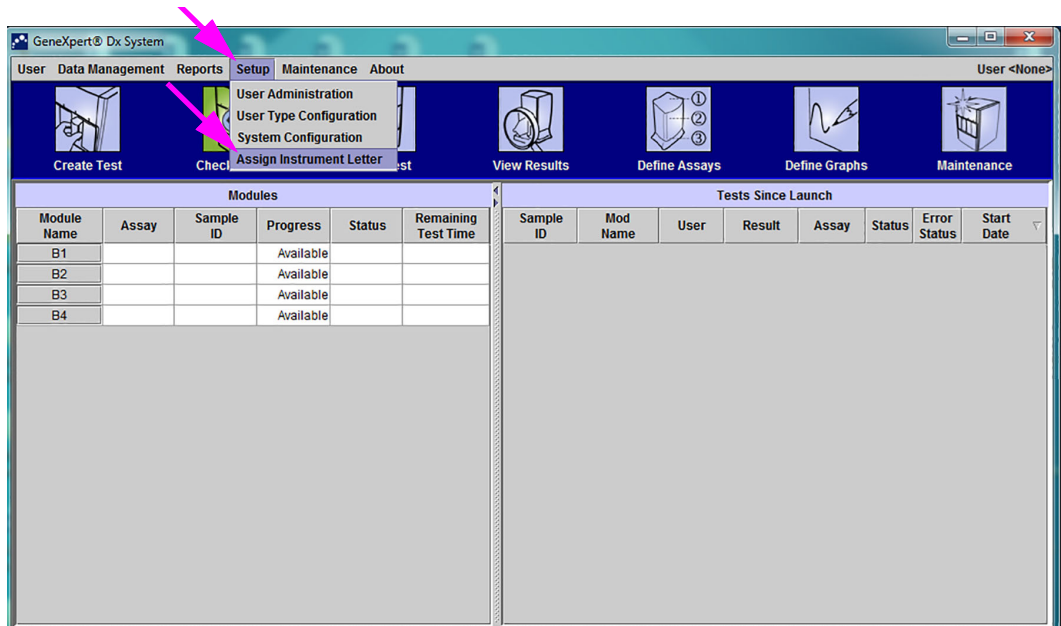 GeneXpert® Dx System
User Data Management Reports Setup Maintenance About User <None>
User Administration
User Type Configuration
System Configuration
Assign Instrument Letter
Create Test
View Results
Define Assays
Define Graphs
Maintenance
①
②
③
Modules
Module Name Assay Sample ID Progress Status Remaining Test Time
B1 Available
B2 Available
B3 Available
B4 Available
Tests Since Launch
Sample ID Mod Name User Result Assay Status Error Status Start Date